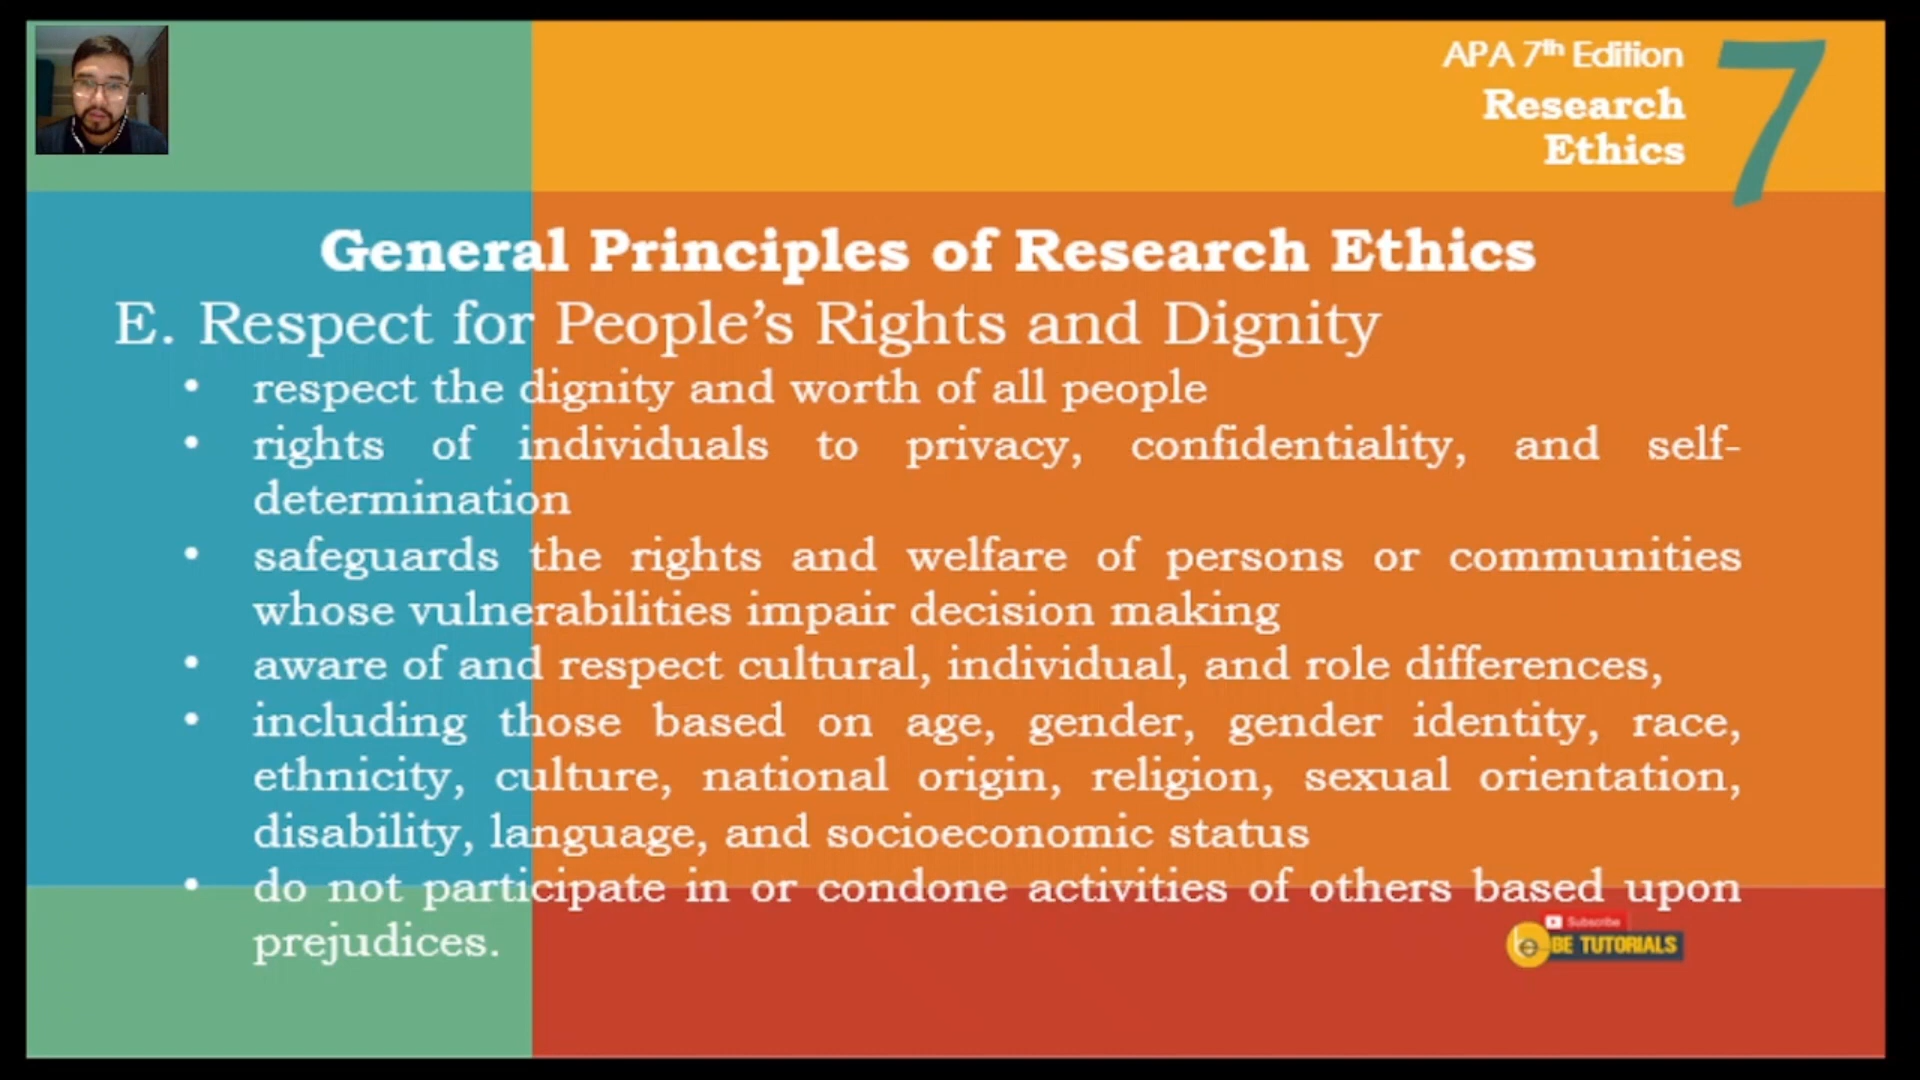 APA 7th Edition
Research
Ethics
7
General Principles of Research Ethics
E. Respect for People's Rights and Dignity
• respect the dignity and worth of all people
• rights of individuals to privacy, confidentiality, and self-
determination
• safeguards the rights and welfare of persons or communities
whose vulnerabilities impair decision making
• aware of and respect cultural, individual, and role differences,
• including those based on age, gender, gender identity, race,
ethnicity, culture, national origin, religion, sexual orientation,
disability, language, and socioeconomic status
• do not participate in or condone activities of others based upon
prejudices.
Subscribe
be BE TUTORIALS